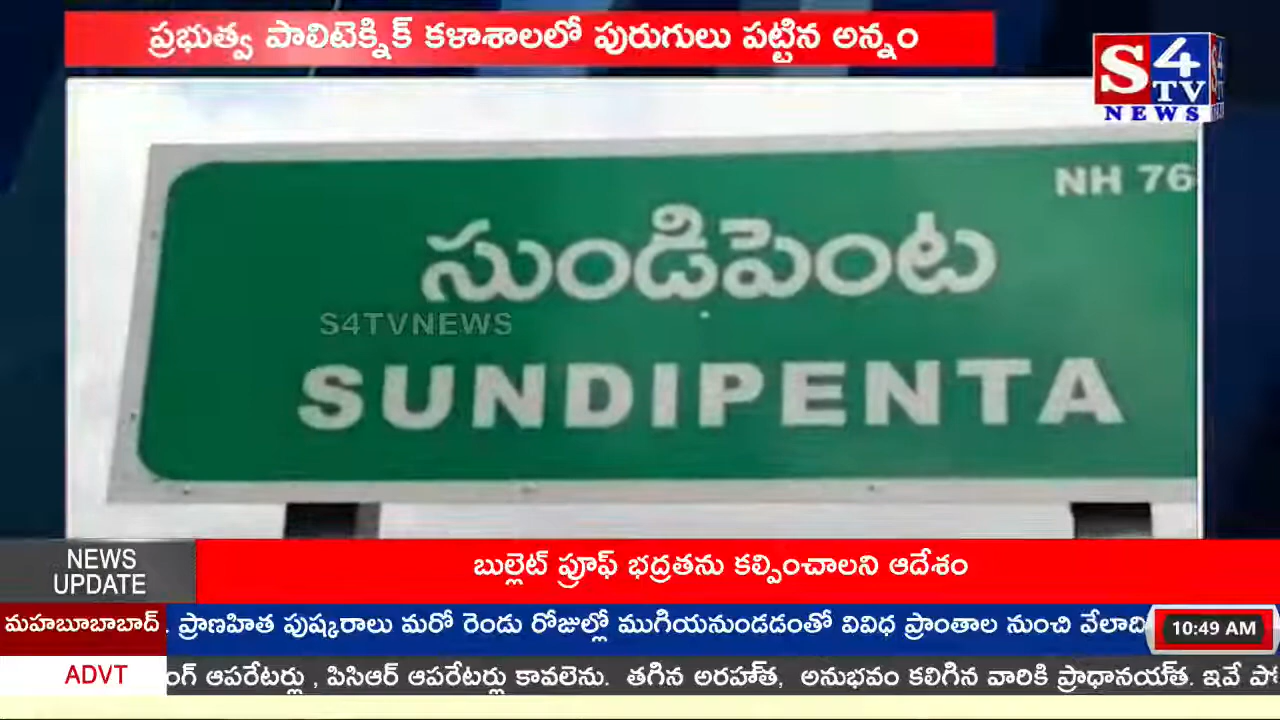 ప్రభుత్వ పాలిటెక్నిక్ కళాశాలలో పురుగులు పట్టిన అన్నం
S4
TV
NEWS
NH 76
సుండిపెంట
S4TVNEWS
SUNDIPENTA
NEWS
UPDATE
బుల్లెట్ ప్రూఫ్ భద్రతను కల్పించాలని ఆదేశం
మహబూబాబాద్ . ప్రాణహిత పుష్కరాలు మరో రెండు రోజుల్లో ముగియనుండడంతో వివిధ ప్రాంతాల నుంచి వేలాది
10:49 AM
ADVT ంగ్ ఆపరేటర్లు , పిసిఆర్ ఆపరేటర్లు కావలెను. తగిన అరహా్త, అనుభవం కలిగిన వారికి ప్రాధానయ్త. ఇవే పో